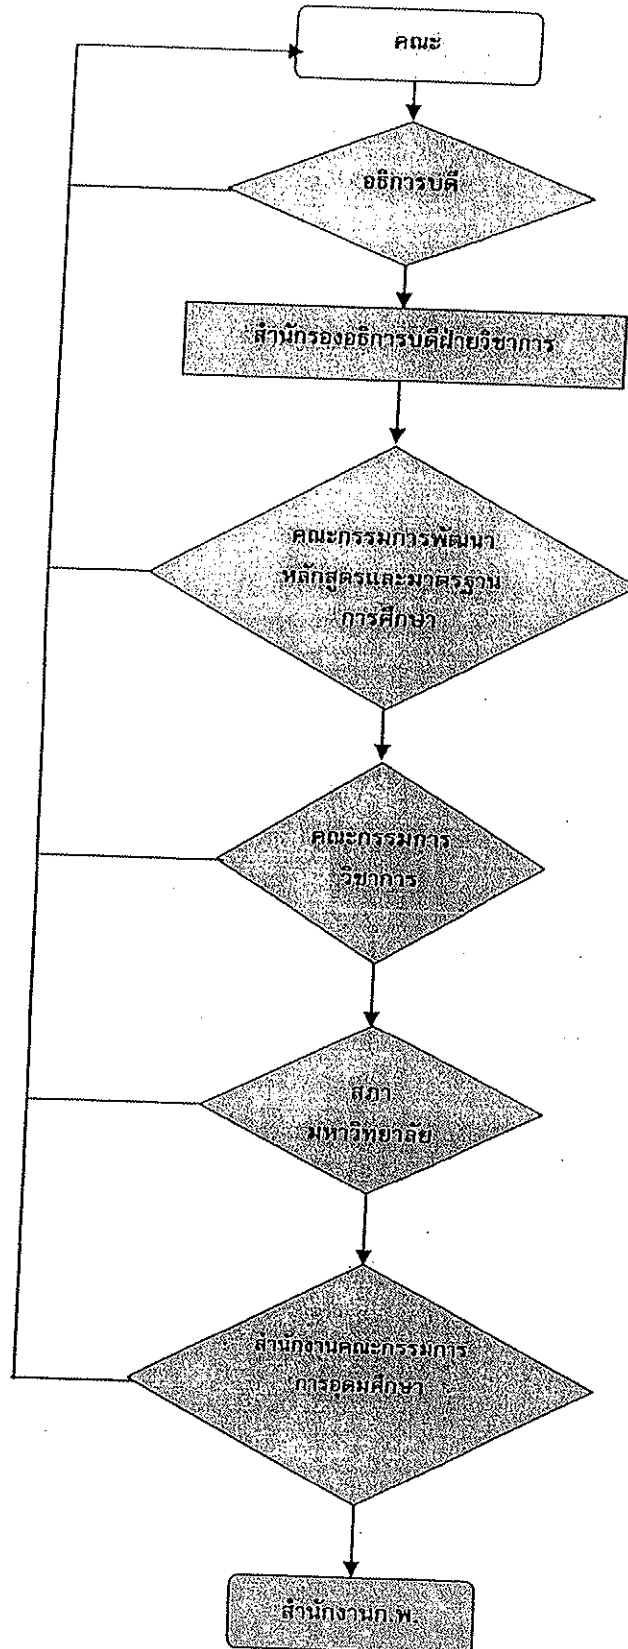 คณะ
อธิการบดี
สำนักรองอธิการบดีฝ่ายวิชาการ
คณะกรรมการพัฒนา
หลักสูตรและมาตรฐาน
การศึกษา
คณะกรรมการ
วิชาการ
สภา
มหาวิทยาลัย
สำนักงานคณะกรรมการ
การอุดมศึกษา
สำนักงานก.พ.